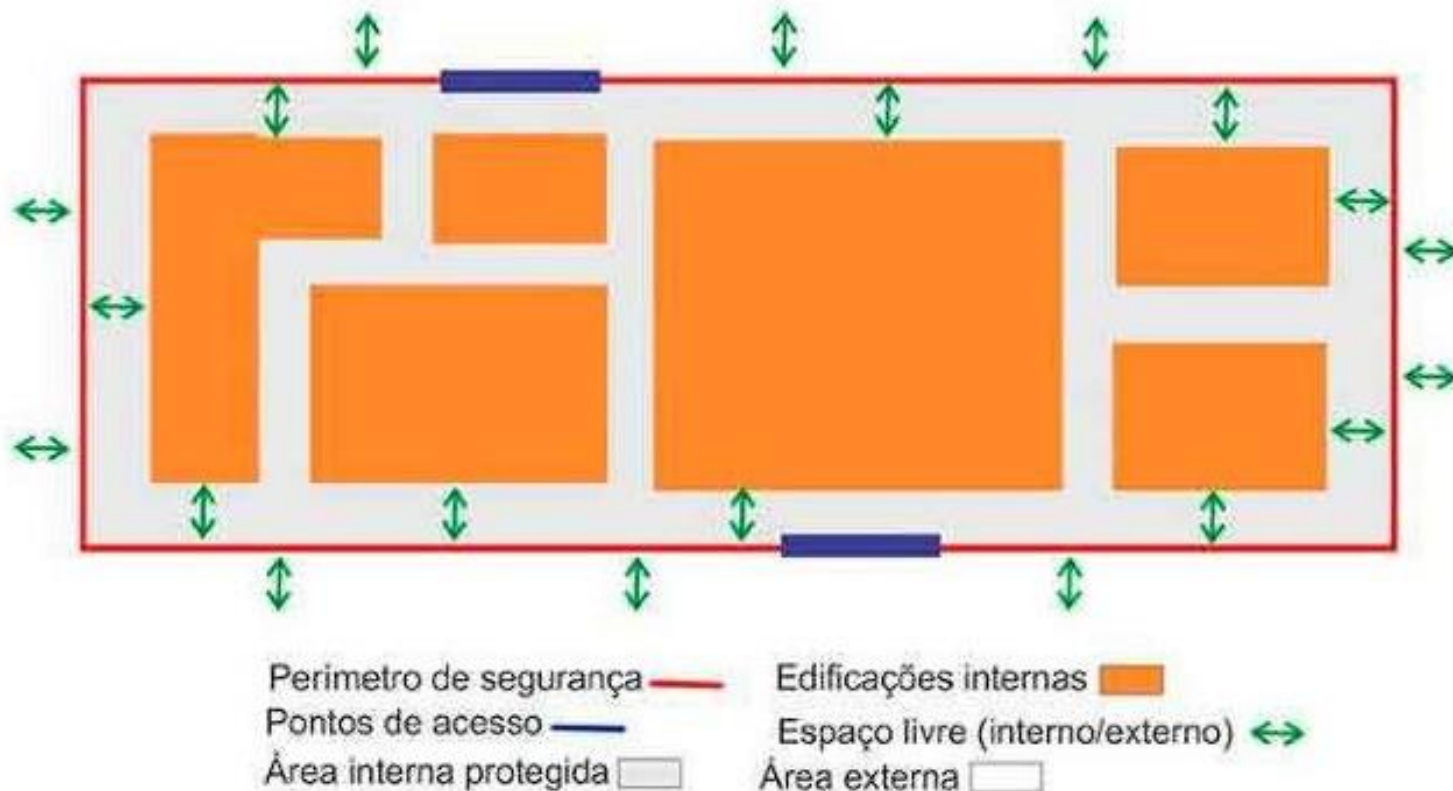 Perimetro de segurança
Edificações internas
Pontos de acesso
Espaço livre (interno/externo)
Área interna protegida
Área externa